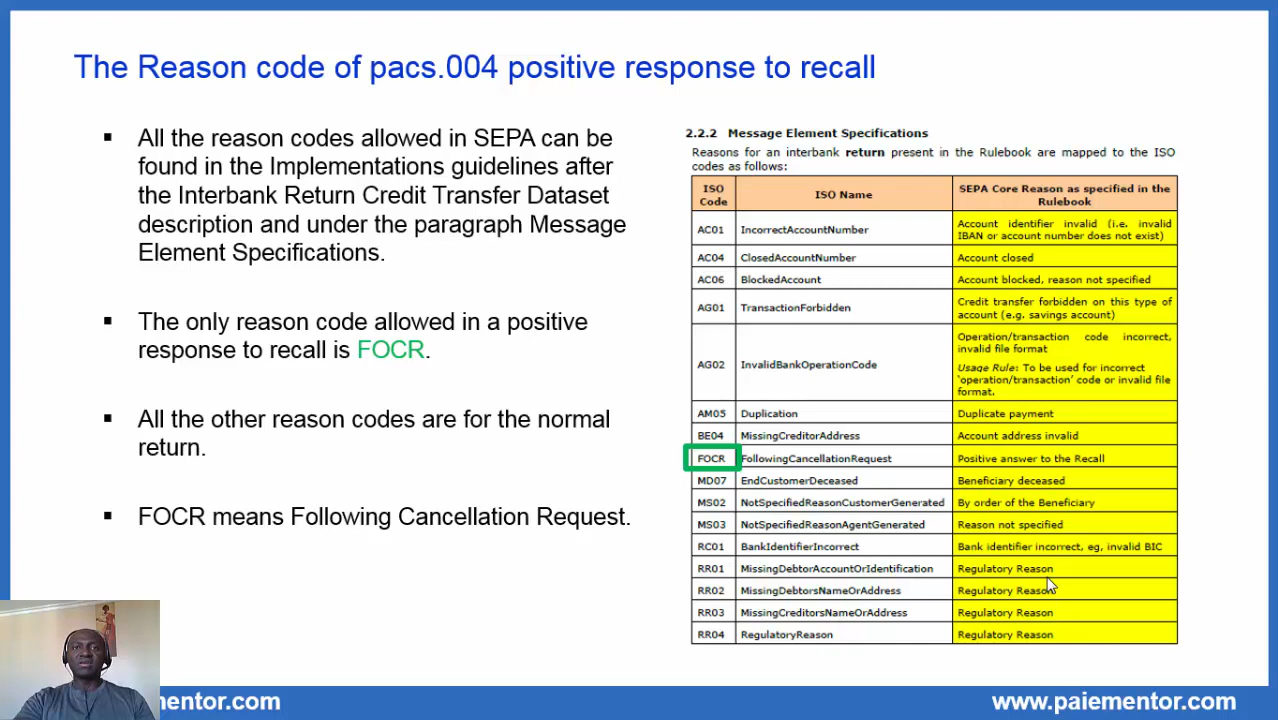 The Reason code of pacs.004 positive response to recall
▪ All the reason codes allowed in SEPA can be
found in the Implementations guidelines after
the Interbank Return Credit Transfer Dataset
description and under the paragraph Message
Element Specifications.
▪ The only reason code allowed in a positive
response to recall is FOCR.
▪ All the other reason codes are for the normal
return.
▪ FOCR means Following Cancellation Request.
2.2.2 Message Element Specifications
Reasons for an interbank return present in the Rulebook are mapped to the ISO
codes as follows:
ISO Code | ISO Name | SEPA Core Reason as specified in the Rulebook
AC01 | IncorrectAccountNumber | Account identifier invalid (i.e. invalid IBAN or account number does not exist)
AC04 | ClosedAccountNumber | Account closed
AC06 | BlockedAccount | Account blocked, reason not specified
AG01 | TransactionForbidden | Credit transfer forbidden on this type of account (e.g. savings account)
AG02 | InvalidBankOperationCode | Operation/transaction code incorrect, invalid file format
Usage Rule: To be used for incorrect
'operation/transaction' code or invalid file
format.
AM05 | Duplication | Duplicate payment
BE04 | MissingCreditorAddress | Account address invalid
FOCR | FollowingCancellationRequest | Positive answer to the Recall
MD07 | EndCustomerDeceased | Beneficiary deceased
MS02 | NotSpecifiedReasonCustomerGenerated | By order of the Beneficiary
MS03 | NotSpecifiedReasonAgentGenerated | Reason not specified
RC01 | BankIdentifierIncorrect | Bank identifier incorrect, eg, invalid BIC
RR01 | MissingDebtorAccountOrIdentification | Regulatory Reason
RR02 | MissingDebtorsNameOrAddress | Regulatory Reason
RR03 | MissingCreditorsNameOrAddress | Regulatory Reason
RR04 | RegulatoryReason | Regulatory Reason
mentor.com
www.paiementor.com